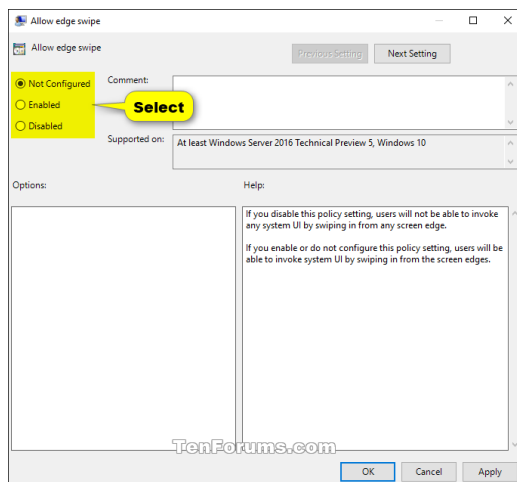 Allow edge swipe
Allow edge swipe
Previous Setting
Next Setting
Not Configured
Enabled
Disabled
Select
Comment:
Supported on:
At least Windows Server 2016 Technical Preview 5, Windows 10
Options:
Help:
If you disable this policy setting, users will not be able to invoke
any system UI by swiping in from any screen edge.
If you enable or do not configure this policy setting, users will be
able to invoke system UI by swiping in from the screen edges.
TenForums.com
OK
Cancel
Apply